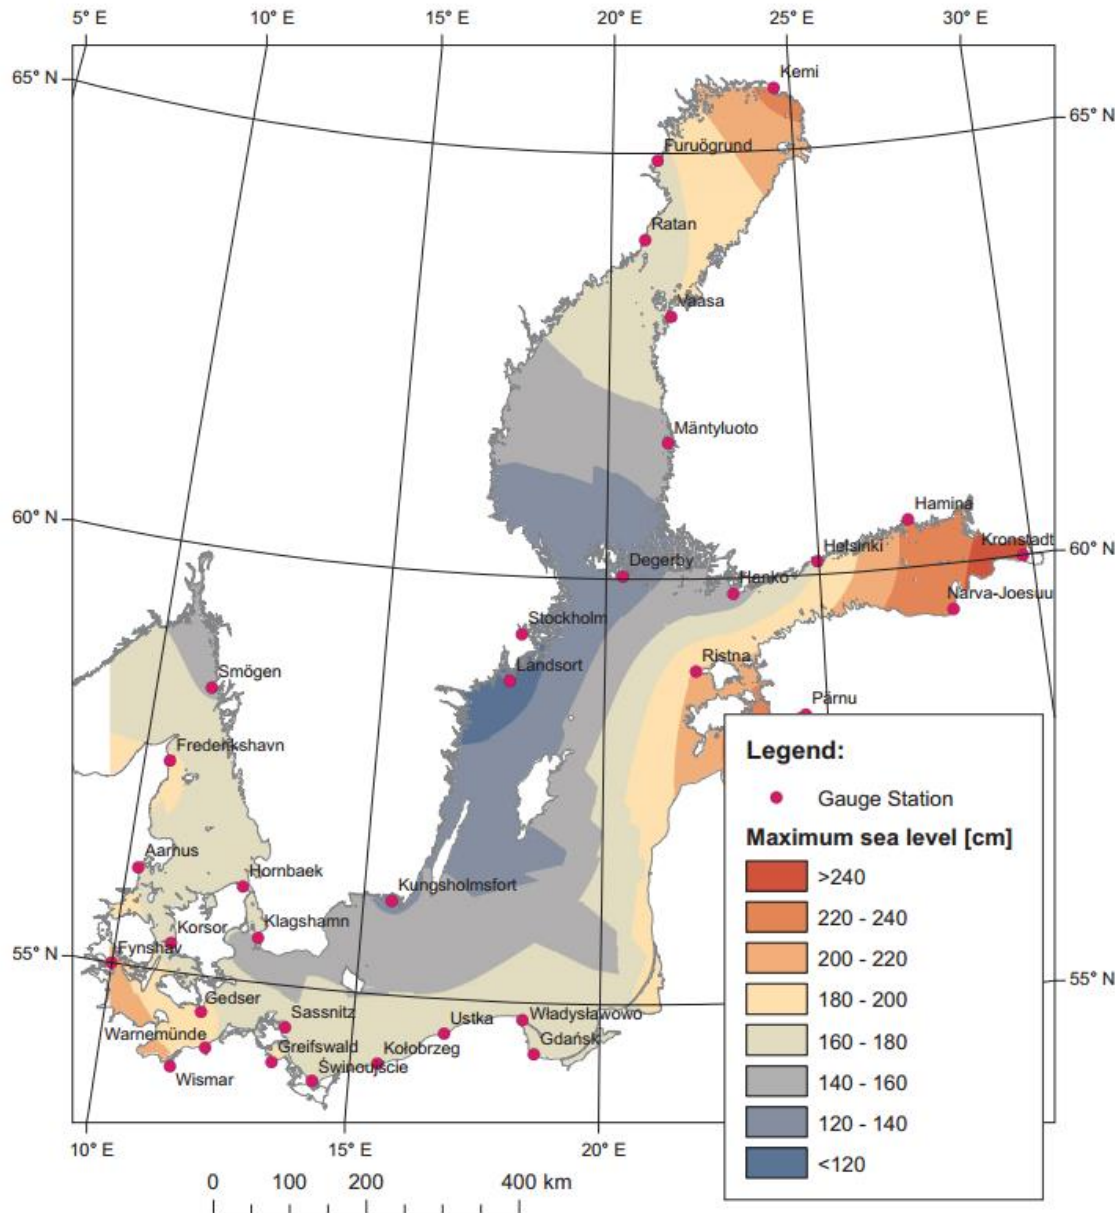 5° E 10° E 15° E 20° E 25° E 30° E
65° N
Kemi
65° N
Furuögrund
Ratan
Vaasa
Mäntyluoto
60° N
Hamina
Helsinki
Kronstadt
60° N
Degerby
Hanko
Narva-Joesuu
Stockholm
Landsort
Ristna
Smögen
Pärnu
Frederikshavn
Aarhus
Hornbaek
Kungsholmsfort
Korsor
Klagshamn
55° N
Fynshav
55° N
Gedser
Sassnitz
Ustka
Władysławowo
Warnemünde
Greifswald
Kołobrzeg
Gdańsk
Wismar
Świnoujście
10° E 15° E 20° E
0 100 200 400 km
Legend:
Gauge Station
Maximum sea level [cm]
>240
220 - 240
200 - 220
180 - 200
160 - 180
140 - 160
120 - 140
<120